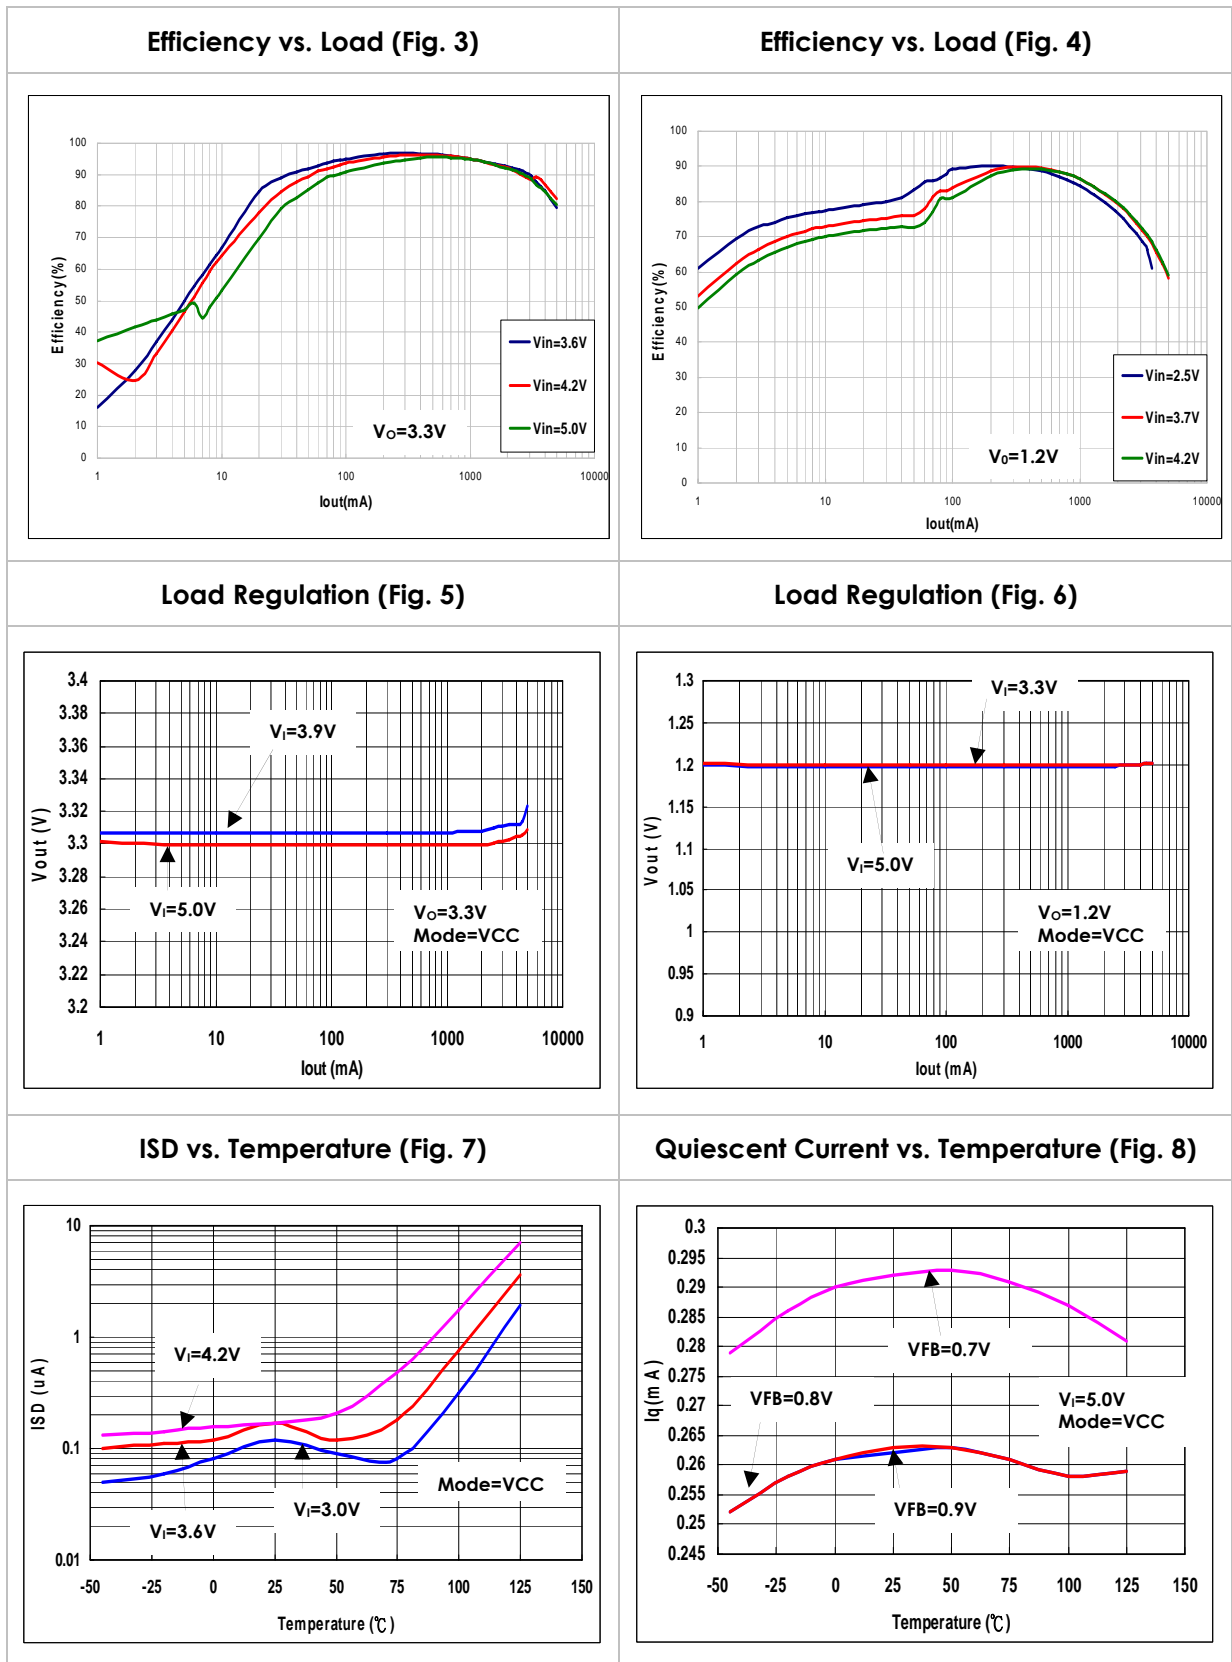 Efficiency vs. Load (Fig. 3)
Efficiency vs. Load (Fig. 4)
100
90
80
70
60
50
40
30
20
10
0
Efficiency(%)
1
10
100
1000
10000
Iout(mA)
Vin=3.6V
Vin=4.2V
Vin=5.0V
VO=3.3V
100
90
80
70
60
50
40
30
20
10
0
Efficiency(%)
1
10
100
1000
10000
Iout(mA)
Vin=2.5V
Vin=3.7V
Vin=4.2V
V0=1.2V
Load Regulation (Fig. 5)
Load Regulation (Fig. 6)
3.4
3.38
3.36
3.34
3.32
3.3
3.28
3.26
3.24
3.22
3.2
Vout (V)
VI=3.9V
VI=5.0V
VO=3.3V
Mode=VCC
1
10
100
1000
10000
Iout (mA)
1.3
1.25
1.2
1.15
1.1
1.05
1
0.95
0.9
Vout (V)
VI=3.3V
VI=5.0V
VO=1.2V
Mode=VCC
1
10
100
1000
10000
Iout (mA)
ISD vs. Temperature (Fig. 7)
Quiescent Current vs. Temperature (Fig. 8)
10
1
0.1
0.01
ISD (uA)
VI=4.2V
VI=3.6V
VI=3.0V
Mode=VCC
-50
-25
0
25
50
75
100
125
150
Temperature (℃)
0.3
0.295
0.29
0.285
0.28
0.275
0.27
0.265
0.26
0.255
0.25
0.245
Iq(mA)
VFB=0.7V
VFB=0.8V
VI=5.0V
Mode=VCC
VFB=0.9V
-50
-25
0
25
50
75
100
125
150
Temperature (℃)